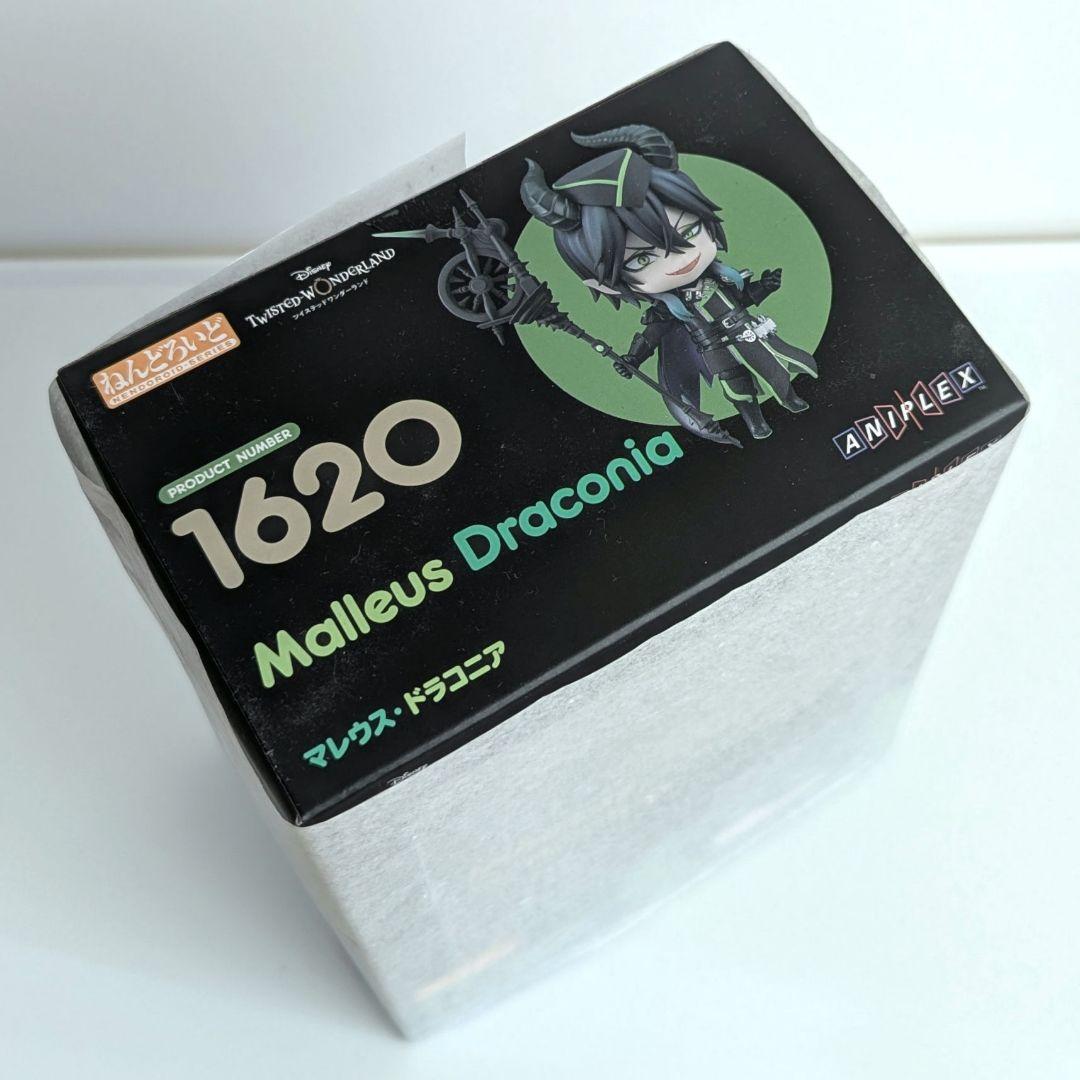 Disney
TWISTED-WONDERLAND
ツイステッドワンダーランド
ねんどろいど
NENDOROID-SERIES
PRODUCT NUMBER
1620
Malleus Draconia
マレウス・ドラコニア
ANIPLEX
Disney